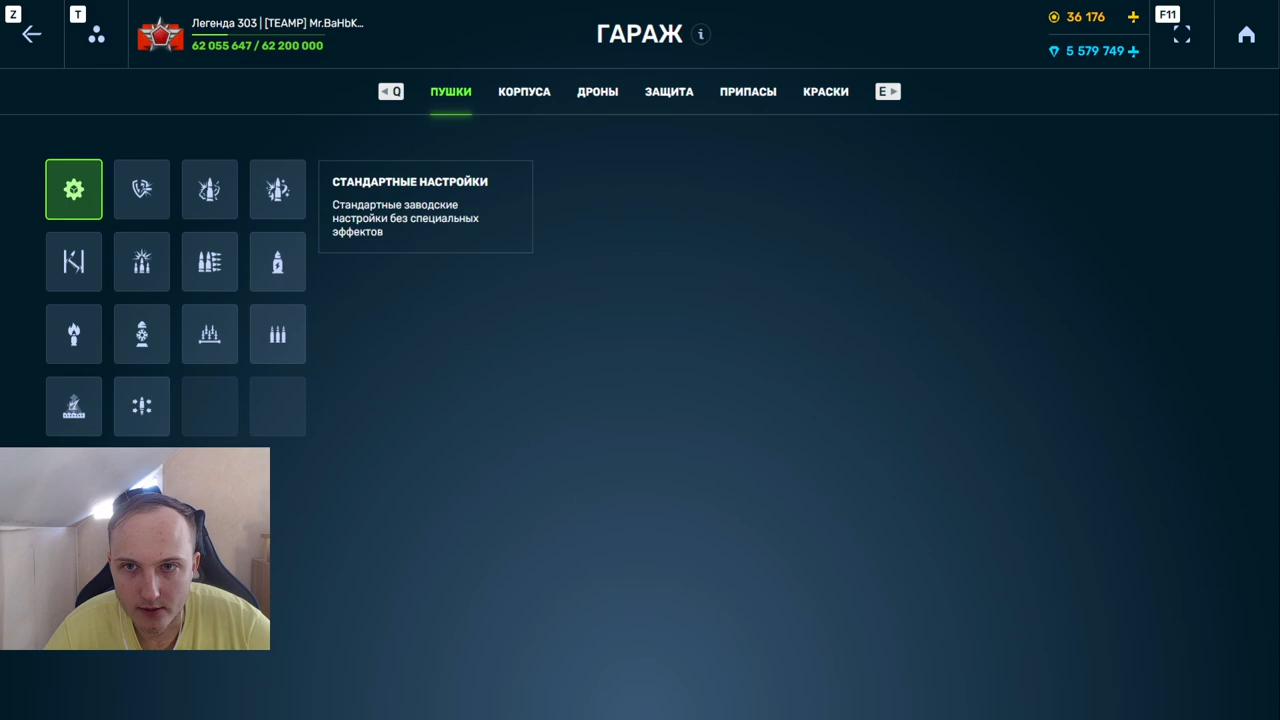 Z
T
Легенда 303 | [TEAMP] Mr.BaHbK...
62 055 647 / 62 200 000
ГАРАЖ
i
36 176
5 579 749
F11
Q
ПУШКИ
КОРПУСА
ДРОНЫ
ЗАЩИТА
ПРИПАСЫ
КРАСКИ
E
СТАНДАРТНЫЕ НАСТРОЙКИ
Стандартные заводские
настройки без специальных
эффектов